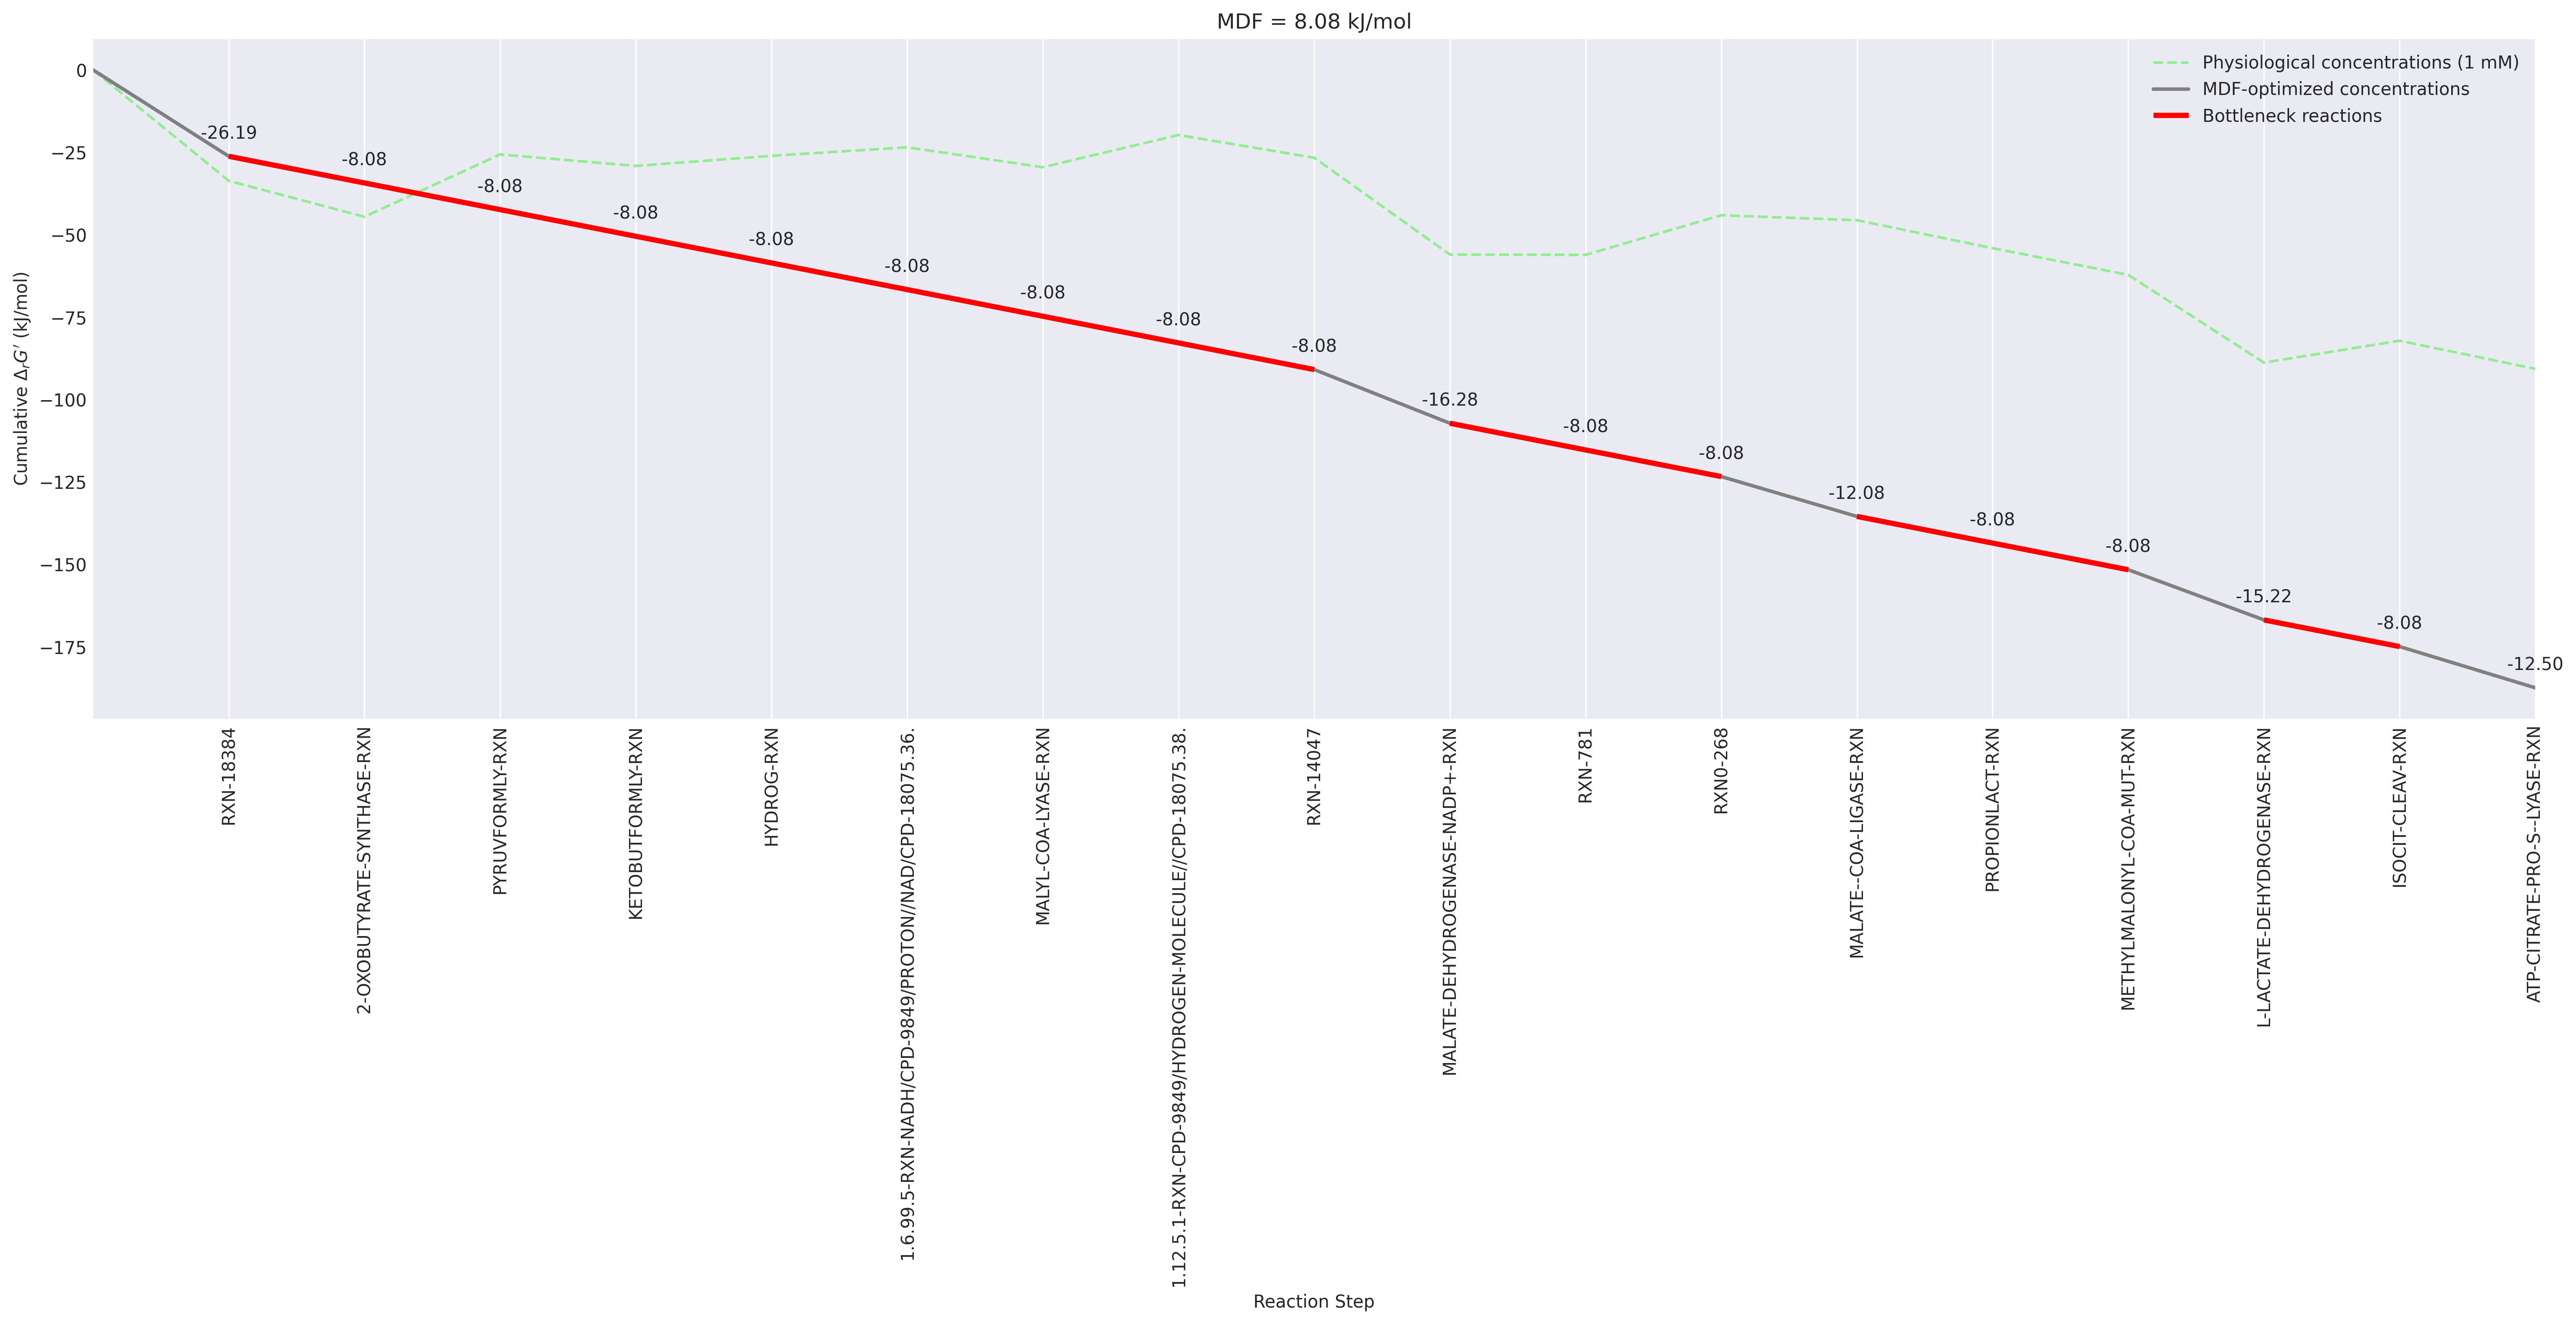 MDF = 8.08 kJ/mol
Physiological concentrations (1 mM)
MDF-optimized concentrations
Bottleneck reactions
Cumulative ΔrG′ (kJ/mol)
0
−25
−50
−75
−100
−125
−150
−175
-26.19
-8.08
-8.08
-8.08
-8.08
-8.08
-8.08
-8.08
-8.08
-16.28
-8.08
-8.08
-12.08
-8.08
-8.08
-15.22
-8.08
-12.50
RXN-18384
2-OXOBUTYRATE-SYNTHASE-RXN
PYRUVFORMLY-RXN
KETOBUTFORMLY-RXN
HYDROG-RXN
1.6.99.5-RXN-NADH/CPD-9849/PROTON//NAD/CPD-18075.36.
MALYL-COA-LYASE-RXN
1.12.5.1-RXN-CPD-9849/HYDROGEN-MOLECULE//CPD-18075.38.
RXN-14047
MALATE-DEHYDROGENASE-NADP+-RXN
RXN-781
RXN0-268
MALATE--COA-LIGASE-RXN
PROPIONLACT-RXN
METHYLMALONYL-COA-MUT-RXN
L-LACTATE-DEHYDROGENASE-RXN
ISOCIT-CLEAV-RXN
ATP-CITRATE-PRO-S--LYASE-RXN
Reaction Step